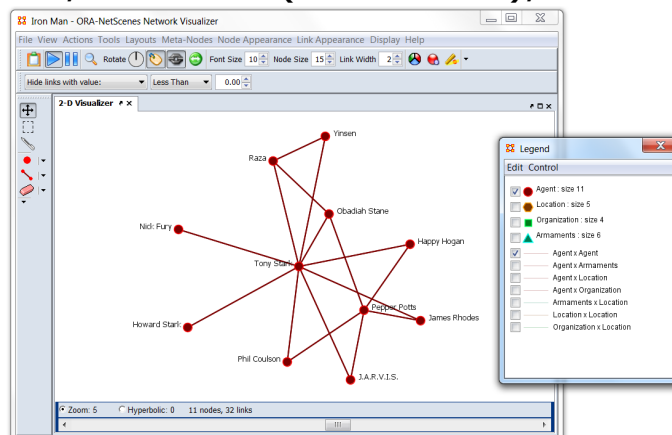 Iron Man - ORA-NetScenes Network Visualizer
File View Actions Tools Layouts Meta-Nodes Node Appearance Link Appearance Display Help
Rotate Font Size 10 Node Size 15 Link Width 2
Hide links with value: Less Than 0.00
2-D Visualizer
Yinsen
Raza
Obadiah Stane
Nick Fury
Happy Hogan
Tony Stark
Pepper Potts
James Rhodes
Howard Stark
Phil Coulson
J.A.R.V.I.S.
Zoom: 5 Hyperbolic: 0 11 nodes, 32 links
Legend
Edit Control
Agent : size 11
Location : size 5
Organization : size 4
Armaments : size 6
Agent x Agent
Agent x Armaments
Agent x Location
Agent x Organization
Armaments x Location
Location x Location
Organization x Location